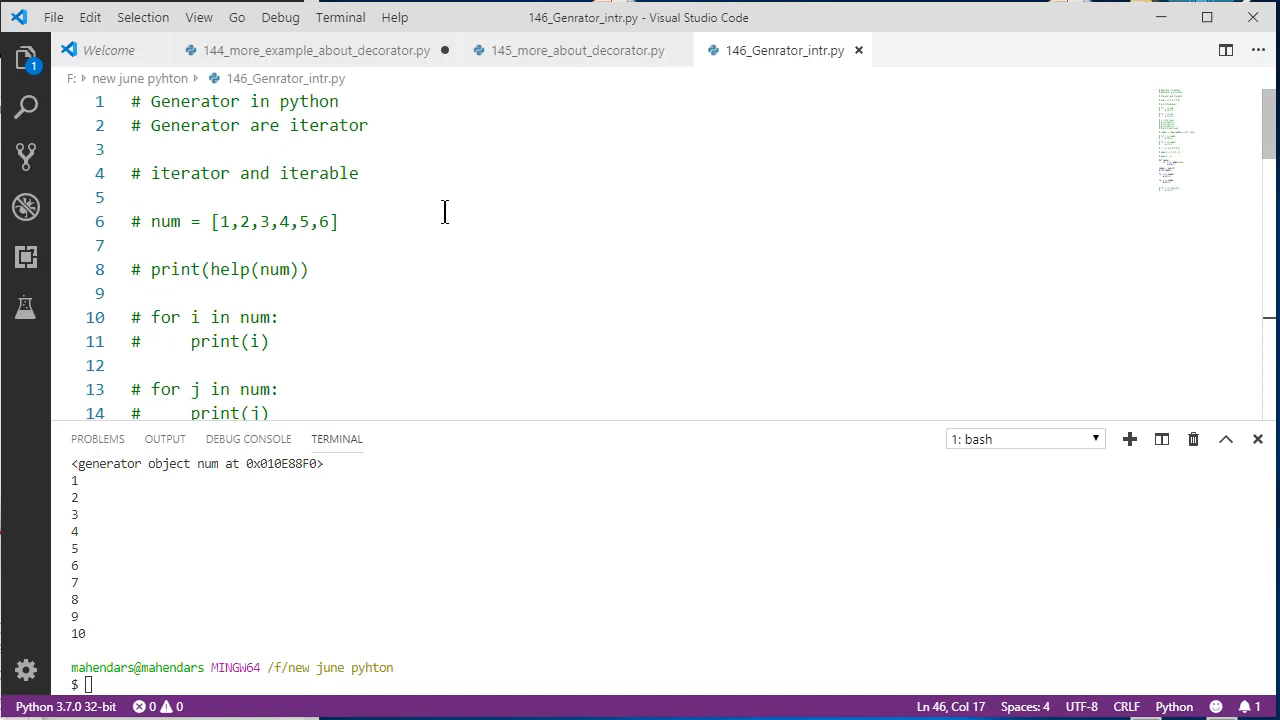 File Edit Selection View Go Debug Terminal Help 146_Genrator_intr.py - Visual Studio Code
Welcome 144_more_example_about_decorator.py 145_more_about_decorator.py 146_Genrator_intr.py
F: new june pyhton 146_Genrator_intr.py
1 # Generator in python
2 # Generator are iterator
3
4 # iterator and iterable
5
6 # num = [1,2,3,4,5,6]
7
8 # print(help(num))
9
10 # for i in num:
11 #     print(i)
12
13 # for j in num:
14 #     print(j)
PROBLEMS OUTPUT DEBUG CONSOLE TERMINAL 1: bash
<generator object num at 0x010E88F0>
1
2
3
4
5
6
7
8
9
10
mahendars@mahendars MINGW64 /f/new june pyhton
$
1
Python 3.7.0 32-bit 0 0 Ln 46, Col 17 Spaces: 4 UTF-8 CRLF Python 1